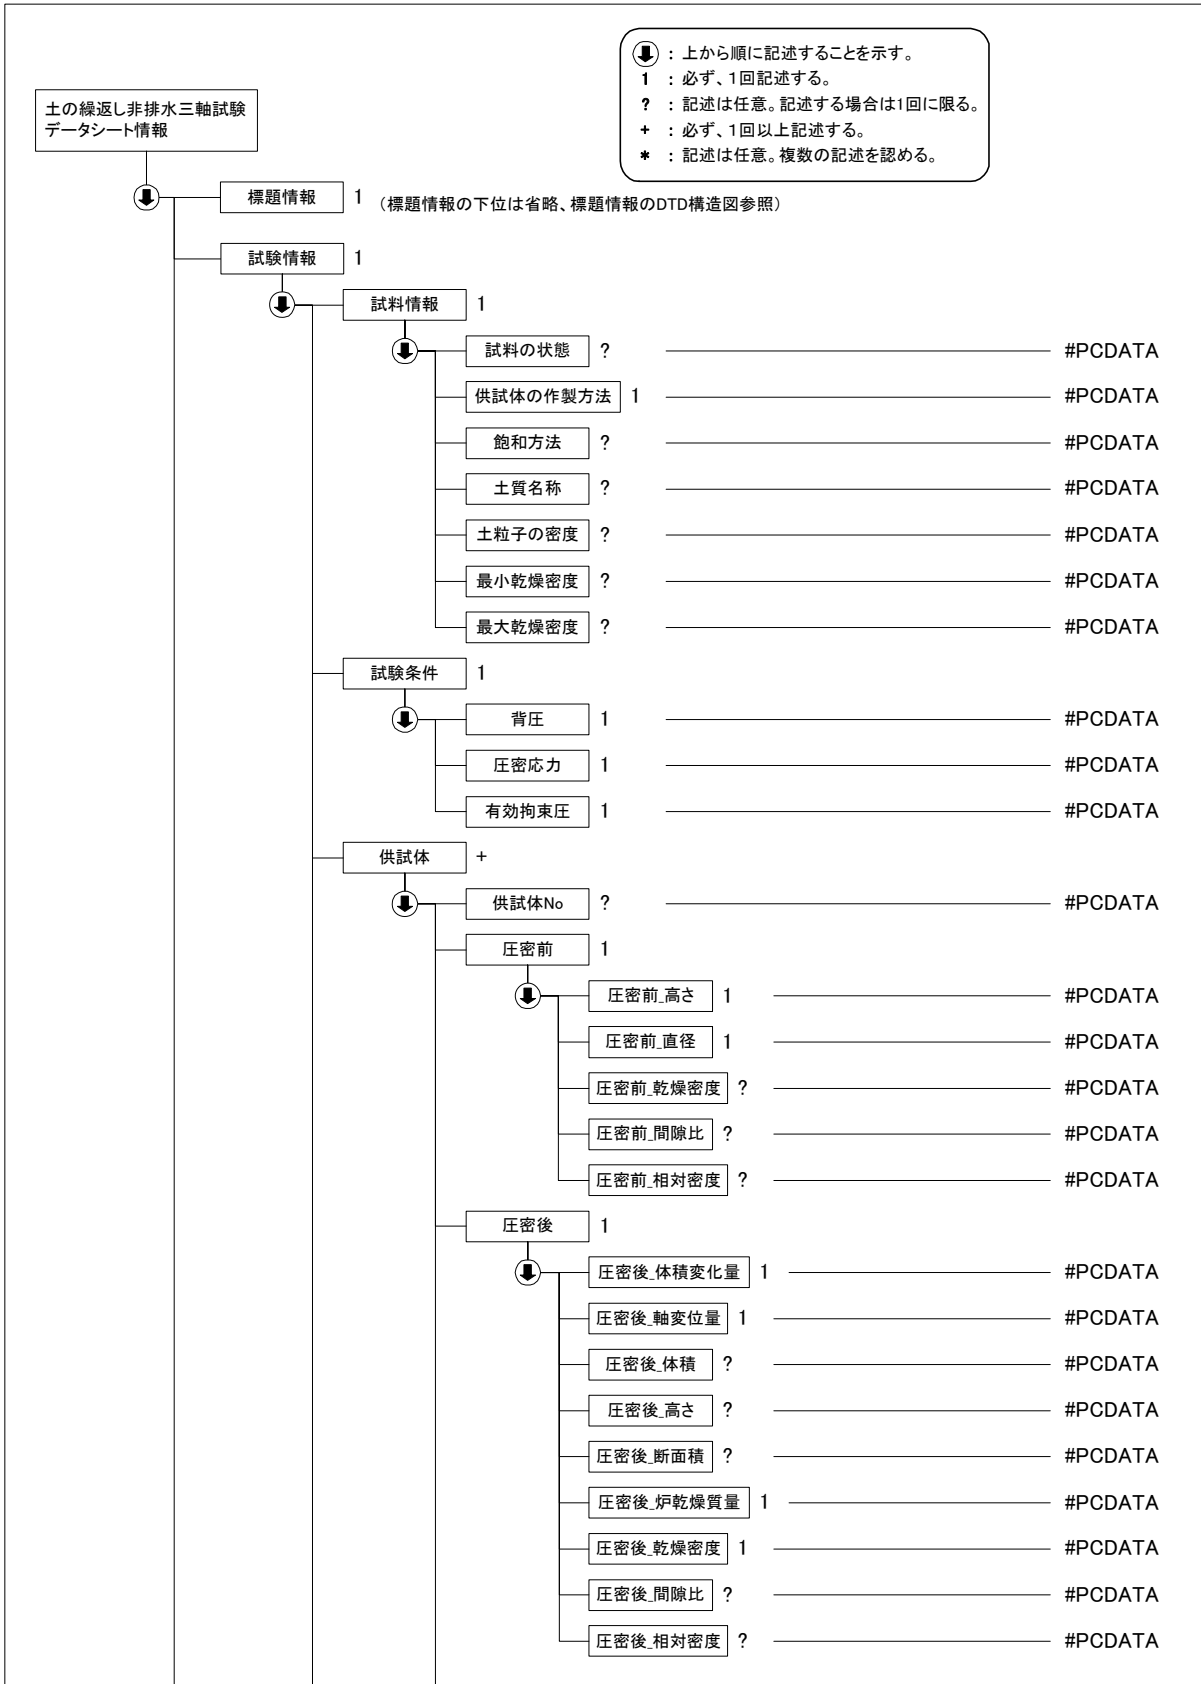 ： 上から順に記述することを示す。
1 ： 必ず、1回記述する。
? ： 記述は任意。記述する場合は1回に限る。
+ ： 必ず、1回以上記述する。
* ： 記述は任意。複数の記述を認める。
土の繰返し非排水三軸試験
データシート情報
標題情報 1 （標題情報の下位は省略、標題情報のDTD構造図参照）
試験情報 1
試料情報 1
試料の状態 ? #PCDATA
供試体の作製方法 1 #PCDATA
飽和方法 ? #PCDATA
土質名称 ? #PCDATA
土粒子の密度 ? #PCDATA
最小乾燥密度 ? #PCDATA
最大乾燥密度 ? #PCDATA
試験条件 1
背圧 1 #PCDATA
圧密応力 1 #PCDATA
有効拘束圧 1 #PCDATA
供試体 +
供試体No ? #PCDATA
圧密前 1
圧密前_高さ 1 #PCDATA
圧密前_直径 1 #PCDATA
圧密前_乾燥密度 ? #PCDATA
圧密前_間隙比 ? #PCDATA
圧密前_相対密度 ? #PCDATA
圧密後 1
圧密後_体積変化量 1 #PCDATA
圧密後_軸変位量 1 #PCDATA
圧密後_体積 ? #PCDATA
圧密後_高さ ? #PCDATA
圧密後_断面積 ? #PCDATA
圧密後_炉乾燥質量 1 #PCDATA
圧密後_乾燥密度 1 #PCDATA
圧密後_間隙比 ? #PCDATA
圧密後_相対密度 ? #PCDATA